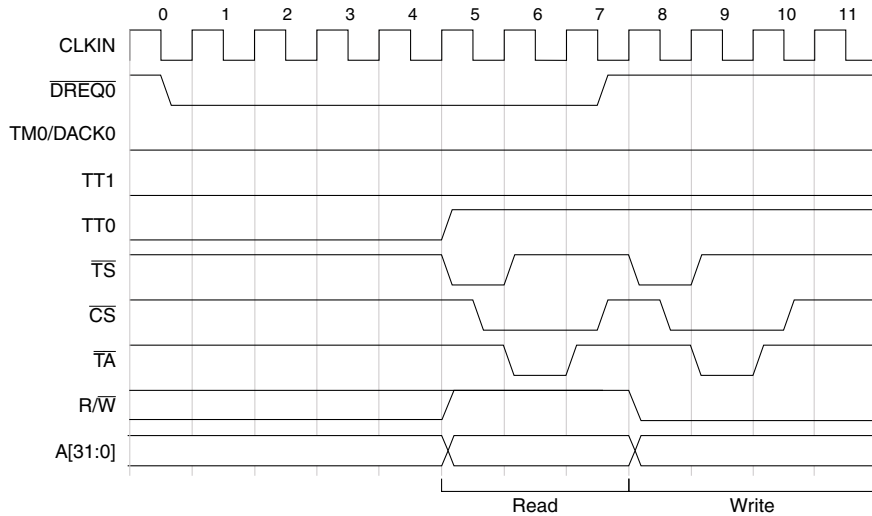 0 1 2 3 4 5 6 7 8 9 10 11
CLKIN
DREQ0
TM0/DACK0
TT1
TT0
TS
CS
TA
R/W
A[31:0]
Read Write